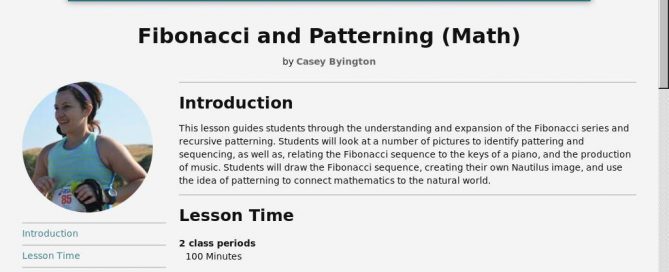 Fibonacci and Patterning (Math)
by Casey Byington
Introduction
This lesson guides students through the understanding and expansion of the Fibonacci series and
recursive patterning. Students will look at a number of pictures to identify pattering and
sequencing, as well as, relating the Fibonacci sequence to the keys of a piano, and the production
of music. Students will draw the Fibonacci sequence, creating their own Nautilus image, and use
the idea of patterning to connect mathematics to the natural world.
Lesson Time
2 class periods
100 Minutes
85
Introduction
Lesson Time